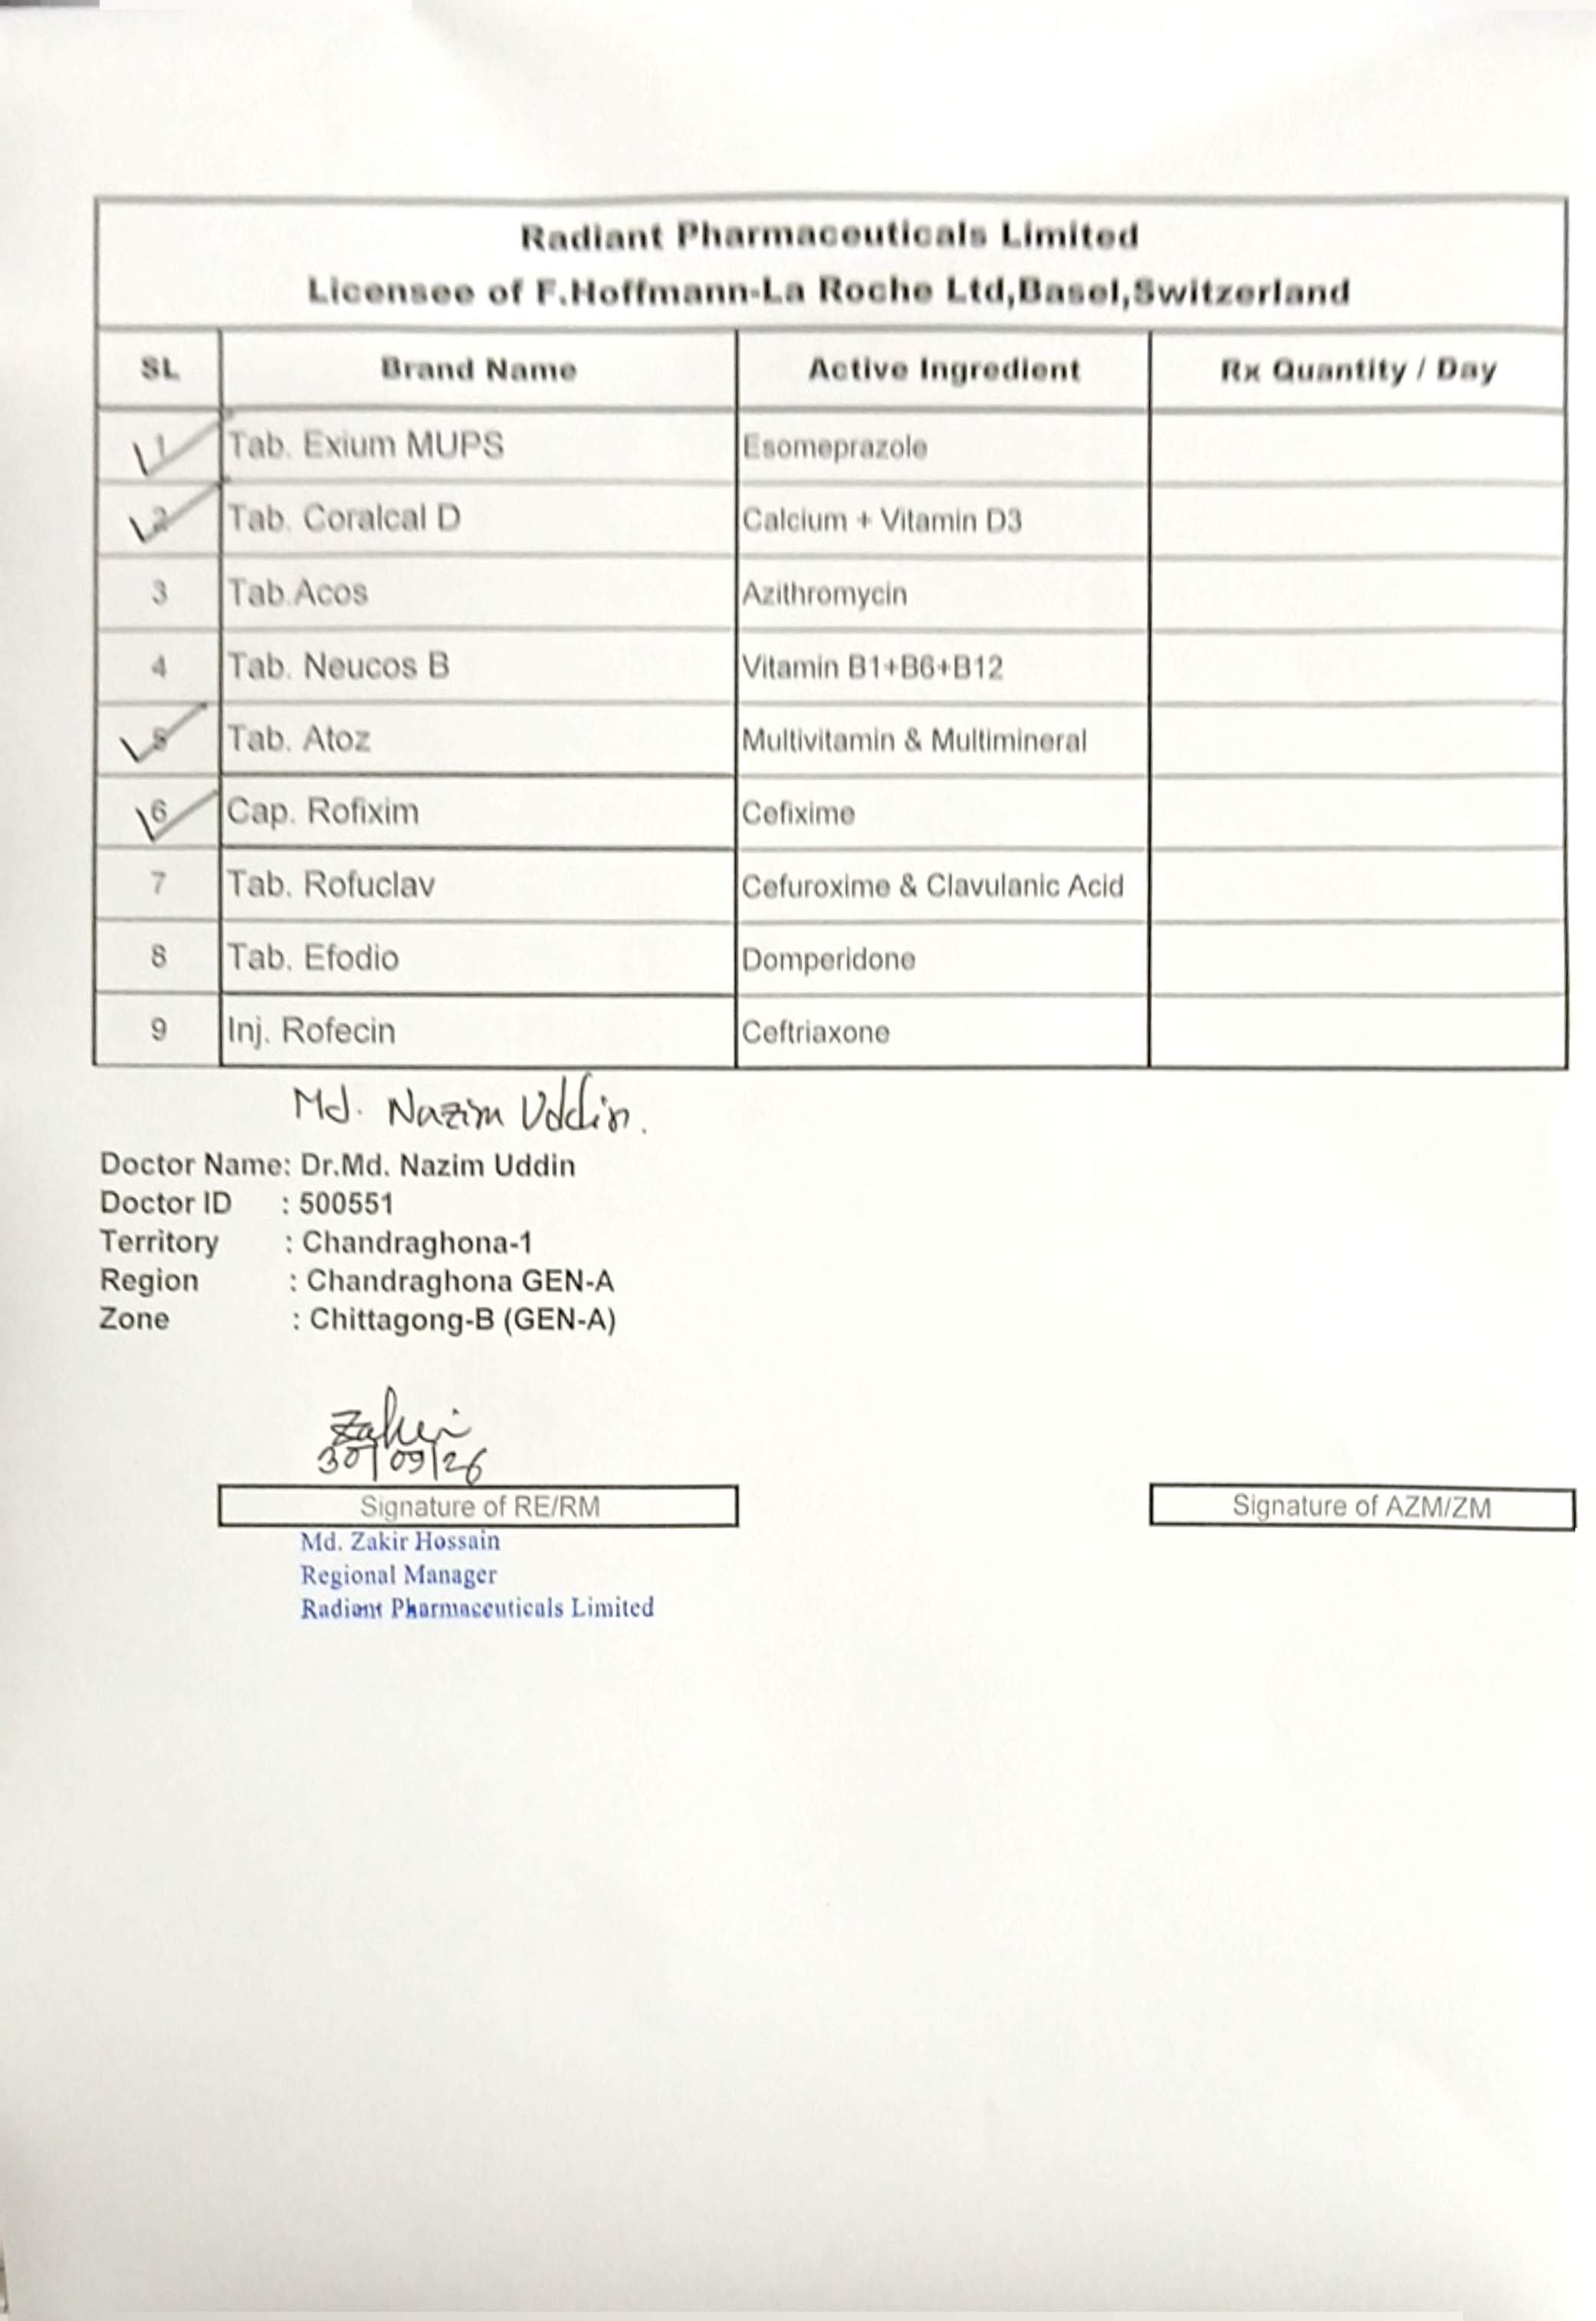 Radiant Pharmaceuticals Limited
Licensee of F.Hoffmann-La Roche Ltd,Basel,Switzerland
SL Brand Name Active Ingredient Rx Quantity / Day
1 Tab. Exium MUPS Esomeprazole
2 Tab. Coralcal D Calcium + Vitamin D3
3 Tab.Acos Azithromycin
4 Tab. Neucos B Vitamin B1+B6+B12
5 Tab. Atoz Multivitamin & Multimineral
6 Cap. Rofixim Cefixime
7 Tab. Rofuclav Cefuroxime & Clavulanic Acid
8 Tab. Efodio Domperidone
9 Inj. Rofecin Ceftriaxone
Md. Nazim Uddin.
Doctor Name: Dr.Md. Nazim Uddin
Doctor ID : 500551
Territory : Chandraghona-1
Region : Chandraghona GEN-A
Zone : Chittagong-B (GEN-A)
Zakir
30/09/26
Signature of RE/RM Signature of AZM/ZM
Md. Zakir Hossain
Regional Manager
Radiant Pharmaceuticals Limited